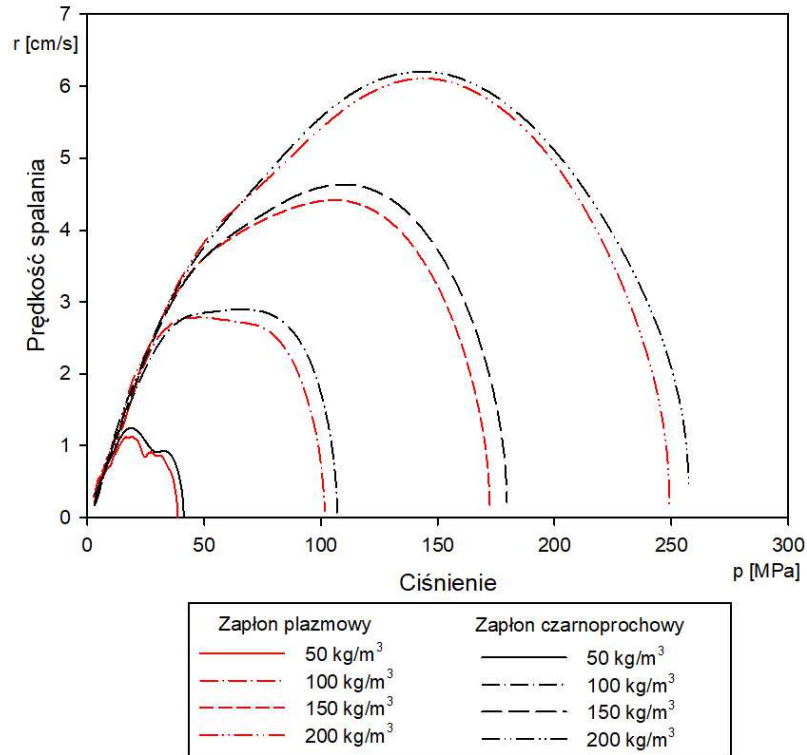 7
r [cm/s]
6
5
4
3
2
1
0
Prędkość spalania
0 50 100 150 200 250 300
Ciśnienie
p [MPa]
Zapłon plazmowy Zapłon czarnoprochowy
50 kg/m³ 50 kg/m³
100 kg/m³ 100 kg/m³
150 kg/m³ 150 kg/m³
200 kg/m³ 200 kg/m³